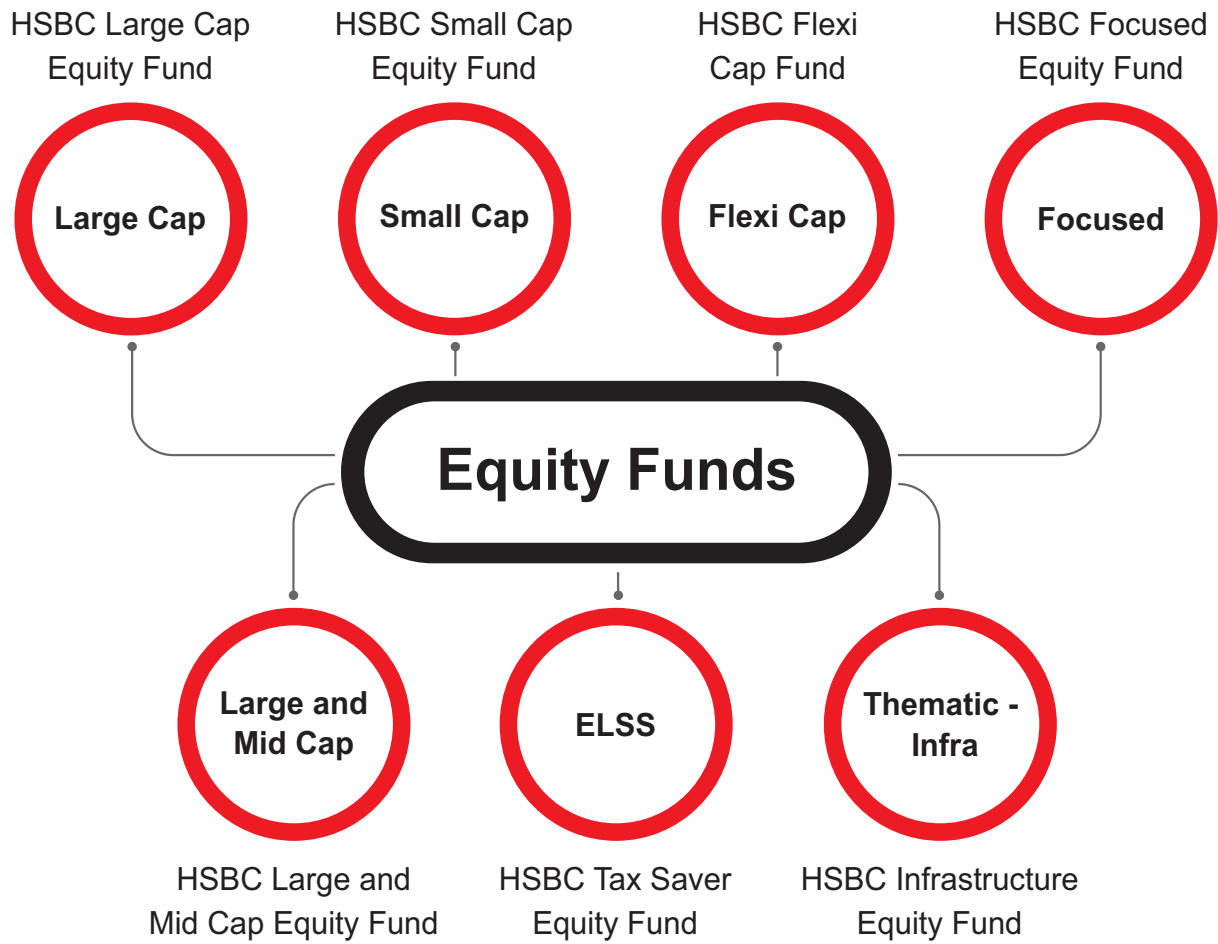 HSBC Large Cap
Equity Fund
HSBC Small Cap
Equity Fund
HSBC Flexi
Cap Fund
HSBC Focused
Equity Fund
Large Cap
Small Cap
Flexi Cap
Focused
Equity Funds
Large and
Mid Cap
ELSS
Thematic -
Infra
HSBC Large and
Mid Cap Equity Fund
HSBC Tax Saver
Equity Fund
HSBC Infrastructure
Equity Fund